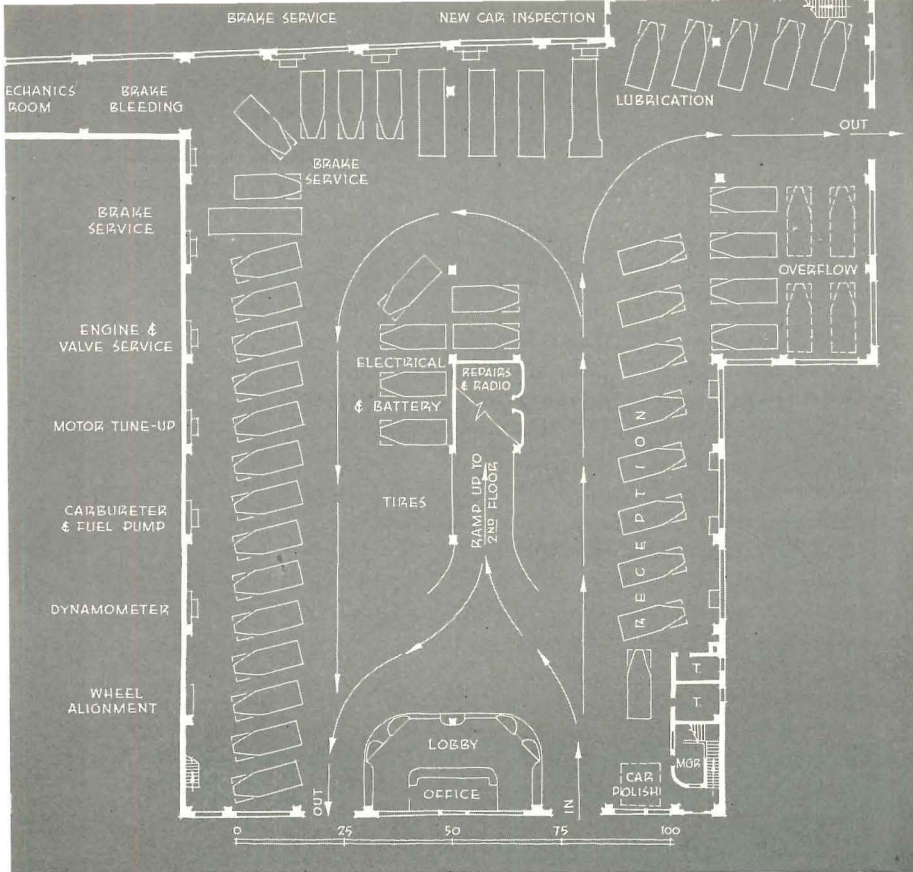 BRAKE SERVICE
NEW CAR INSPECTION
ECHANICS
ROOM
BRAKE
BLEEDING
LUBRICATION
OUT
BRAKE
SERVICE
BRAKE
SERVICE
OVERFLOW
ENGINE &
VALVE SERVICE
ELECTRICAL
& BATTERY
REPAIRS
& RADIO
MOTOR TUNE-UP
TIRES
RAMP UP TO
2ND FLOOR
RECEPTION
CARBURETER
& FUEL PUMP
DYNAMOMETER
WHEEL
ALIGNMENT
T.
T.
LOBBY
MGR
OFFICE
CAR
POLISH
OUT
IN
0 25 50 75 100